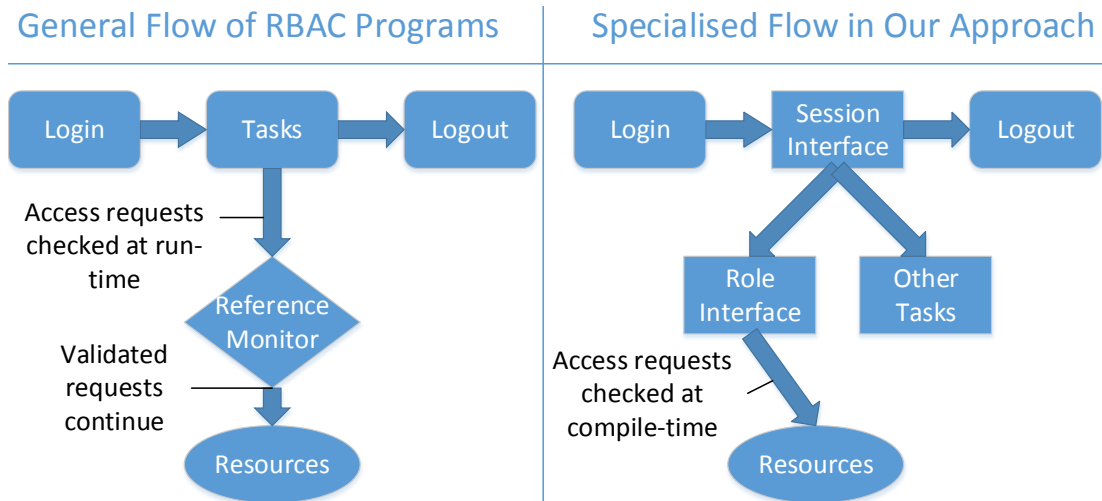 General Flow of RBAC Programs
Login
Tasks
Logout
Access requests
checked at run-
time
Reference
Monitor
Validated
requests
continue
Resources
Specialised Flow in Our Approach
Login
Session
Interface
Logout
Role
Interface
Other
Tasks
Access requests
checked at
compile-time
Resources